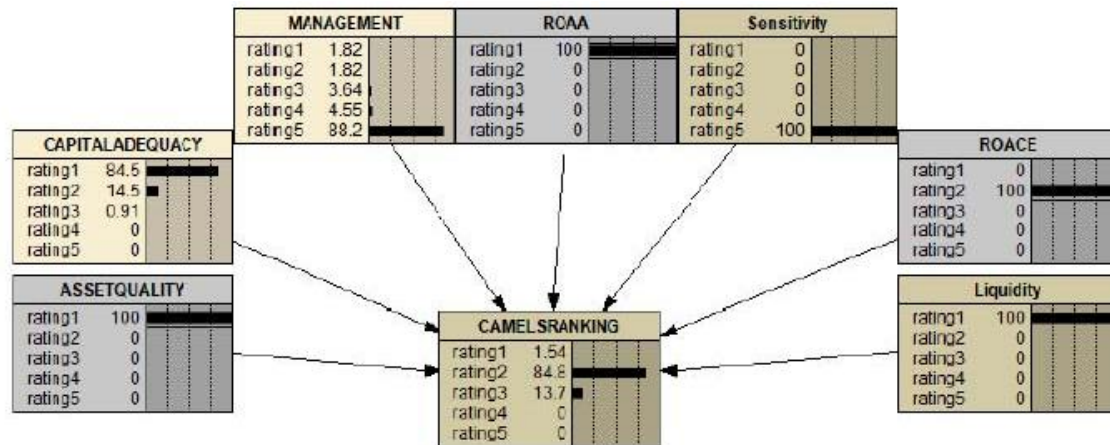 MANAGEMENT
rating1 1.82
rating2 1.82
rating3 3.64
rating4 4.55
rating5 88.2
ROAA
rating1 100
rating2 0
rating3 0
rating4 0
rating5 0
Sensitivity
rating1 0
rating2 0
rating3 0
rating4 0
rating5 100
CAPITALADEQUACY
rating1 84.5
rating2 14.5
rating3 0.91
rating4 0
rating5 0
ROACE
rating1 0
rating2 100
rating3 0
rating4 0
rating5 0
ASSETQUALITY
rating1 100
rating2 0
rating3 0
rating4 0
rating5 0
CAMELSRANKING
rating1 1.54
rating2 84.8
rating3 13.7
rating4 0
rating5 0
Liquidity
rating1 100
rating2 0
rating3 0
rating4 0
rating5 0